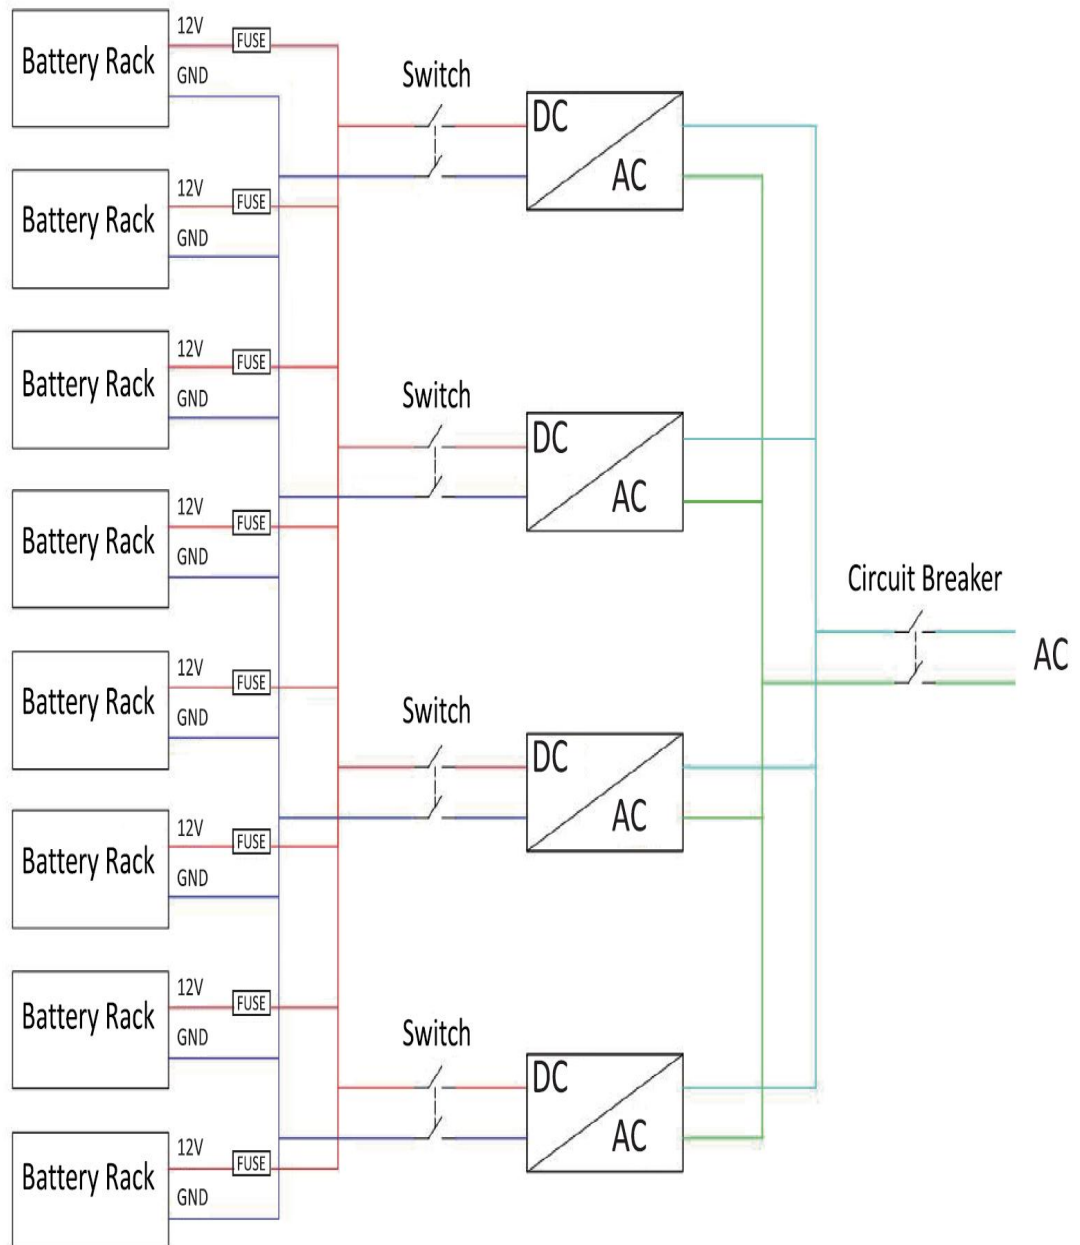 12V
FUSE
Battery Rack
GND
Switch
DC
AC
12V
FUSE
Battery Rack
GND
12V
FUSE
Battery Rack
GND
Switch
DC
AC
12V
FUSE
Battery Rack
GND
Circuit Breaker
AC
12V
FUSE
Battery Rack
GND
Switch
DC
AC
12V
FUSE
Battery Rack
GND
12V
FUSE
Battery Rack
GND
Switch
DC
AC
12V
FUSE
Battery Rack
GND